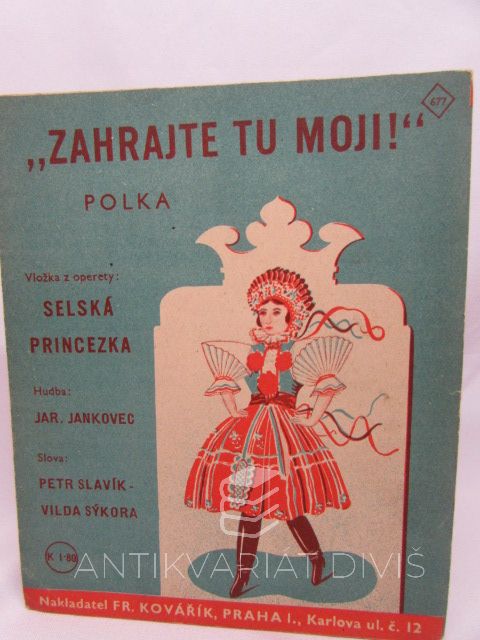 677
„ZAHRAJTE TU MOJI!“
POLKA
Vložka z operety:
SELSKÁ
PRINCEZKA
Hudba:
JAR. JANKOVEC
Slova:
PETR SLAVÍK-
VILDA SÝKORA
K 1·80
ANTIKVARIÁT DIVIŠ
Nakladatel FR. KOVÁŘÍK, PRAHA I., Karlova ul. č. 12